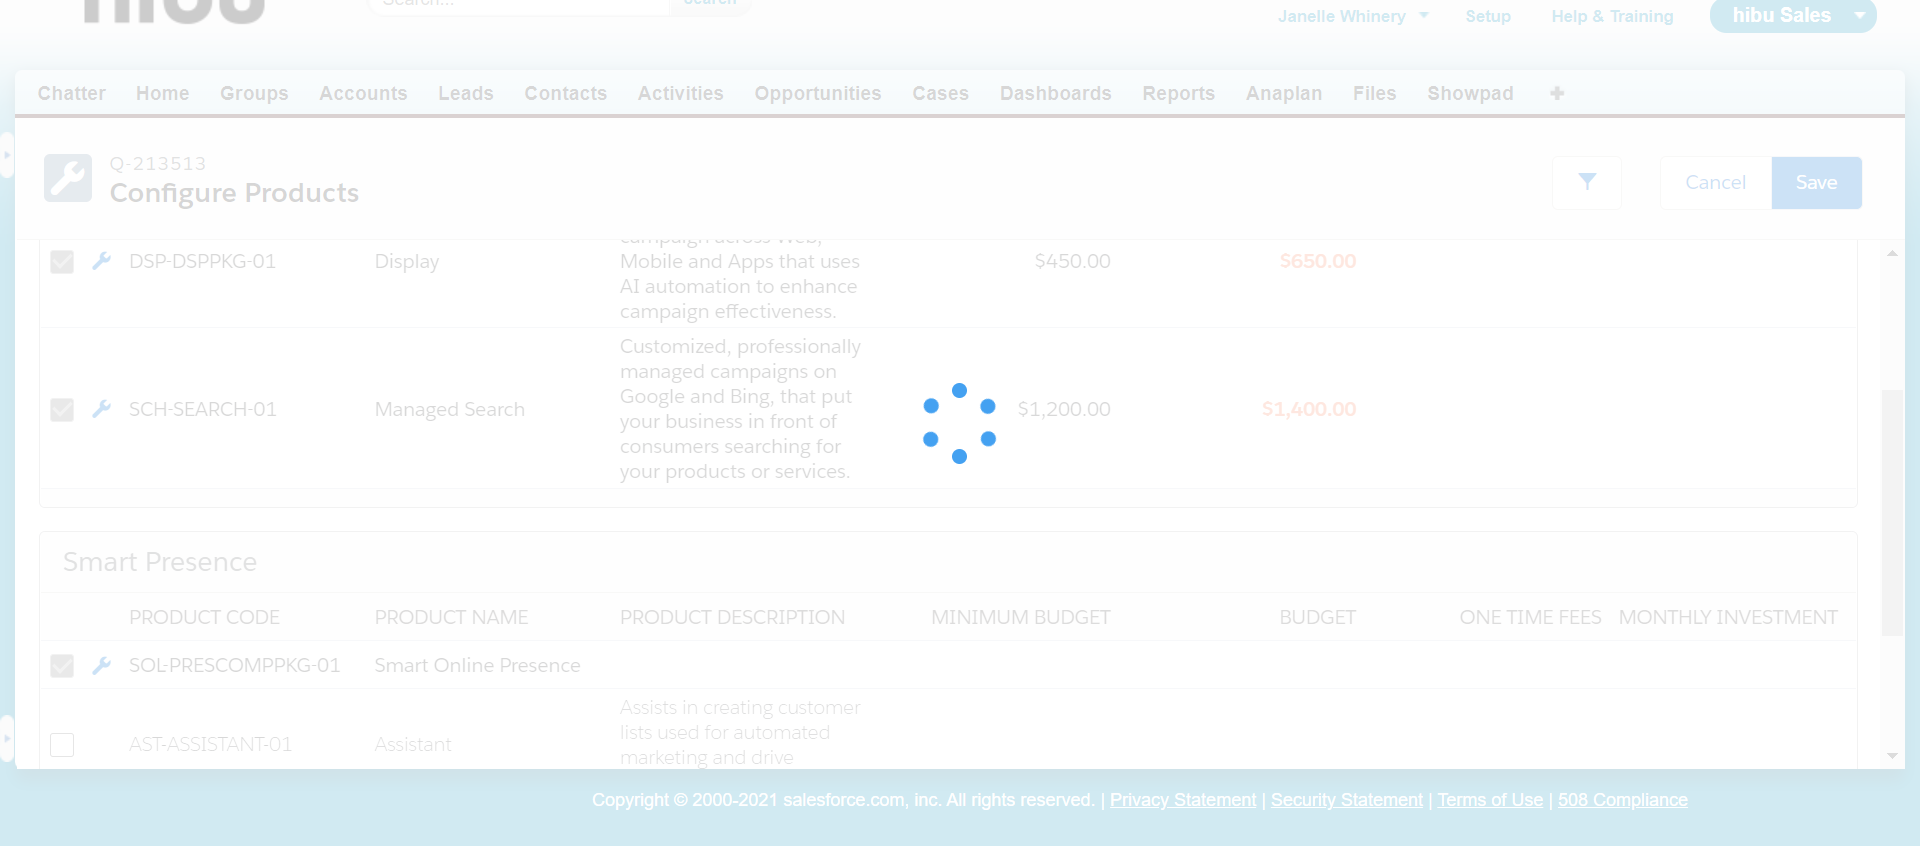 hibu
Search...
Search
Janelle Whinery
Setup
Help & Training
hibu Sales
Chatter Home Groups Accounts Leads Contacts Activities Opportunities Cases Dashboards Reports Anaplan Files Showpad
Q-213513
Configure Products
Cancel
Save
campaign across Web,
DSP-DSPPKG-01 Display Mobile and Apps that uses $450.00 $650.00
AI automation to enhance
campaign effectiveness.
Customized, professionally
managed campaigns on
SCH-SEARCH-01 Managed Search Google and Bing, that put $1,200.00 $1,400.00
your business in front of
consumers searching for
your products or services.
Smart Presence
PRODUCT CODE PRODUCT NAME PRODUCT DESCRIPTION MINIMUM BUDGET BUDGET ONE TIME FEES MONTHLY INVESTMENT
SOL-PRESCOMPPKG-01 Smart Online Presence
Assists in creating customer
lists used for automated
AST-ASSISTANT-01 Assistant
marketing and drive
Copyright © 2000-2021 salesforce.com, inc. All rights reserved. | Privacy Statement | Security Statement | Terms of Use | 508 Compliance